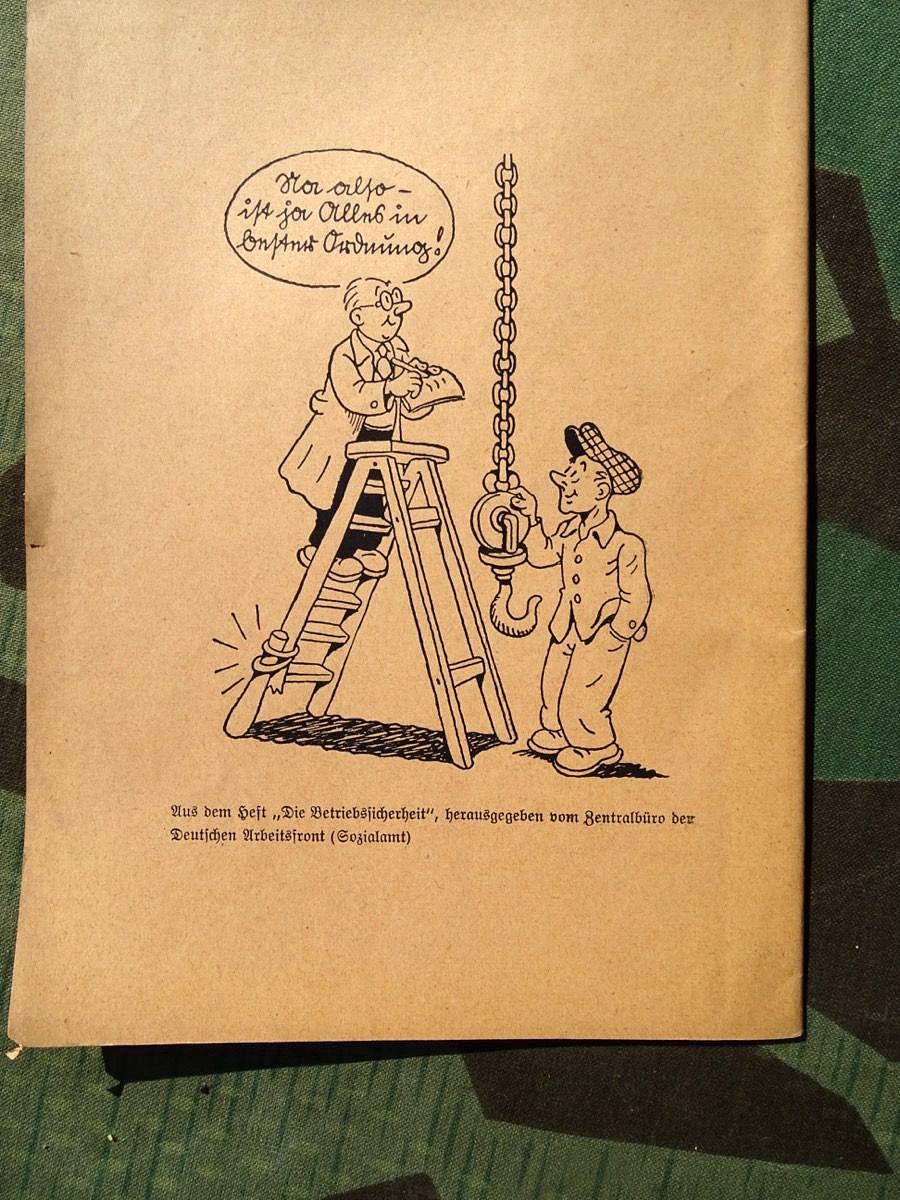 Na also –
ist ja Alles in
bester Ordnung!
Aus dem Heft „Die Betriebssicherheit“, herausgegeben vom Zentralbüro der
Deutschen Arbeitsfront (Sozialamt)